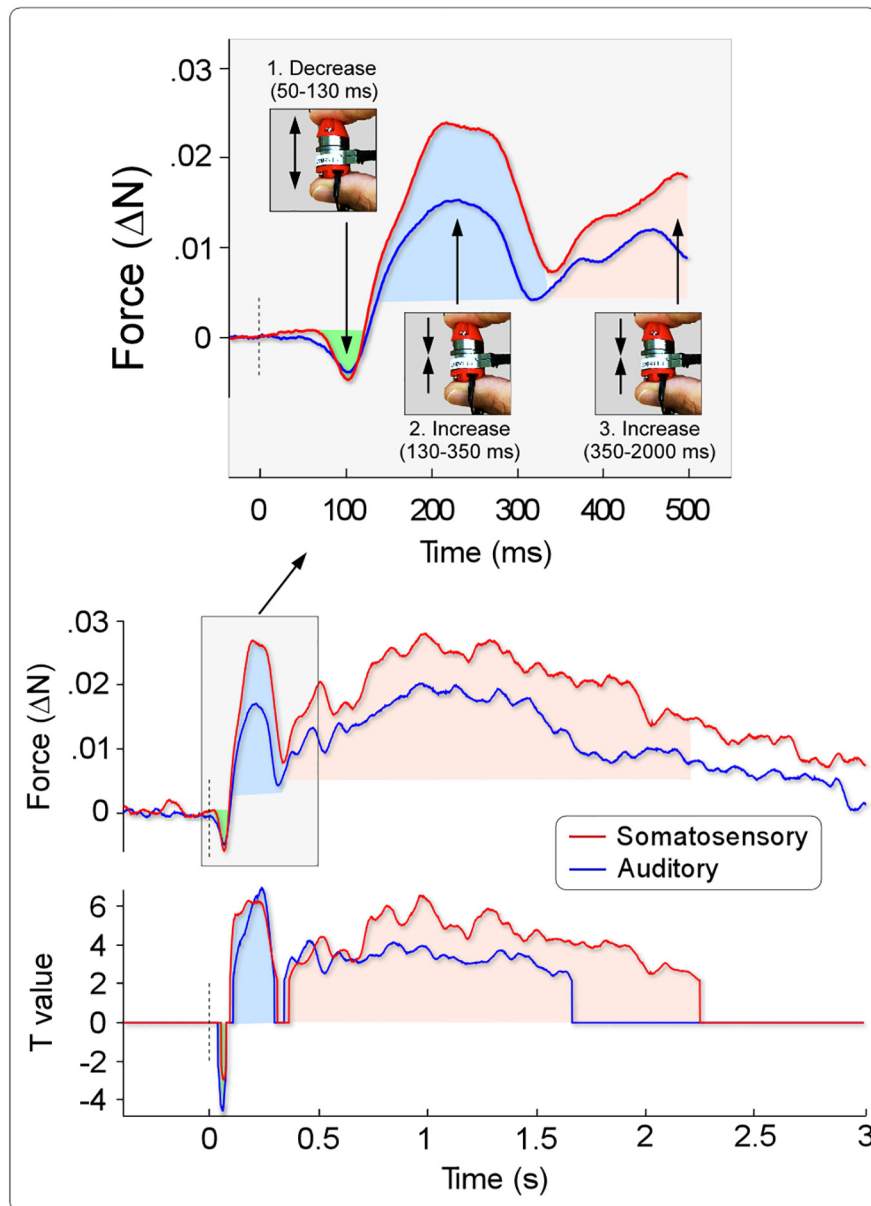 .03
.02
.01
0
Force (ΔN)
1. Decrease
(50-130 ms)
2. Increase
(130-350 ms)
3. Increase
(350-2000 ms)
0 100 200 300 400 500
Time (ms)
.03
.02
.01
0
Force (ΔN)
Somatosensory
Auditory
6
4
2
0
-2
-4
T value
0 0.5 1 1.5 2 2.5 3
Time (s)